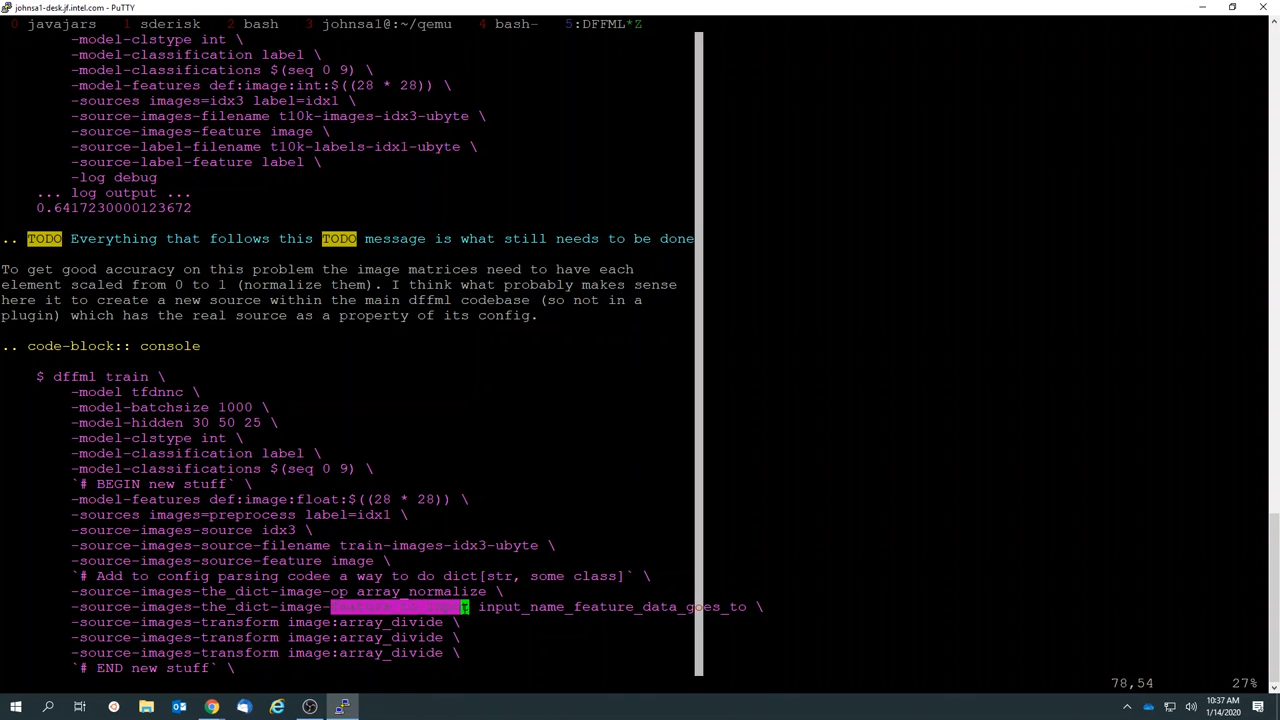 johnsa1-desk.jf.intel.com - PuTTY
0 javajars 1 sderisk 2 bash 3 johnsa1@:~/qemu 4 bash- 5:DFFML*Z
-model-clstype int \
-model-classification label \
-model-classifications $(seq 0 9) \
-model-features def:image:int:$((28 * 28)) \
-sources images=idx3 label=idx1 \
-source-images-filename t10k-images-idx3-ubyte \
-source-images-feature image \
-source-label-filename t10k-labels-idx1-ubyte \
-source-label-feature label \
-log debug
... log output ...
0.6417230000123672
.. TODO Everything that follows this TODO message is what still needs to be done
To get good accuracy on this problem the image matrices need to have each
element scaled from 0 to 1 (normalize them). I think what probably makes sense
here it to create a new source within the main dffml codebase (so not in a
plugin) which has the real source as a property of its config.
.. code-block:: console
$ dffml train \
-model tfdnnc \
-model-batchsize 1000 \
-model-hidden 30 50 25 \
-model-clstype int \
-model-classification label \
-model-classifications $(seq 0 9) \
`# BEGIN new stuff` \
-model-features def:image:float:$((28 * 28)) \
-sources images=preprocess label=idx1 \
-source-images-source idx3 \
-source-images-source-filename train-images-idx3-ubyte \
-source-images-source-feature image \
`# Add to config parsing codee a way to do dict[str, some class]` \
-source-images-the_dict-image-op array_normalize \
-source-images-the_dict-image- input_name_feature_data_goes_to \
-source-images-transform image:array_divide \
-source-images-transform image:array_divide \
-source-images-transform image:array_divide \
`# END new stuff` \
78,54 27%
10:37 AM
1/14/2020